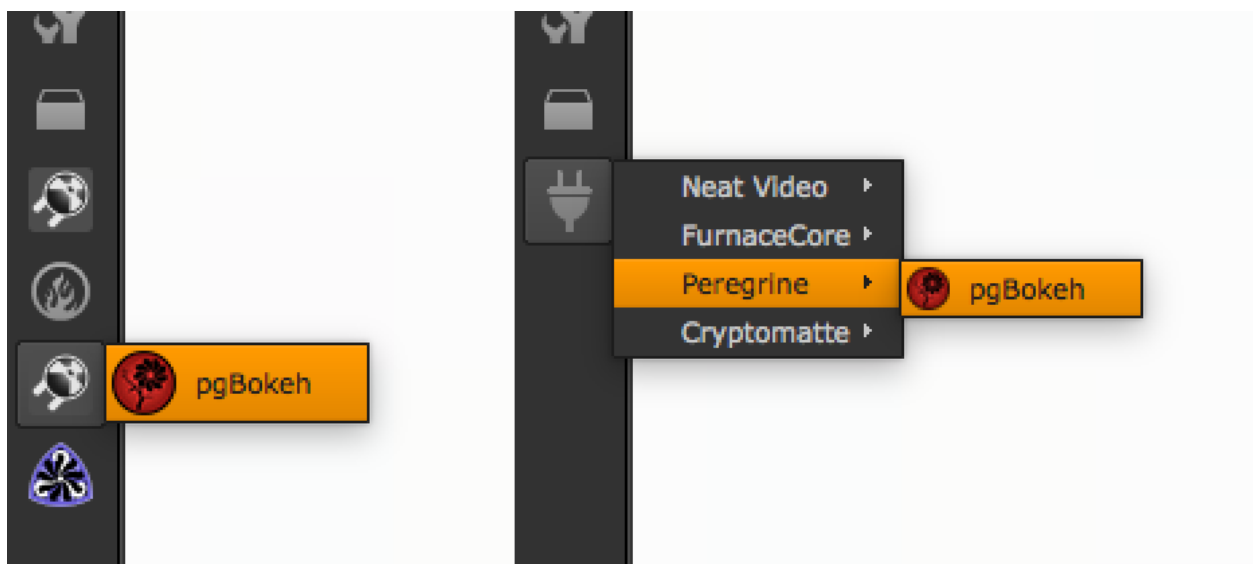 pgBokeh
Neat Video
FurnaceCore
Peregrine
pgBokeh
Cryptomatte